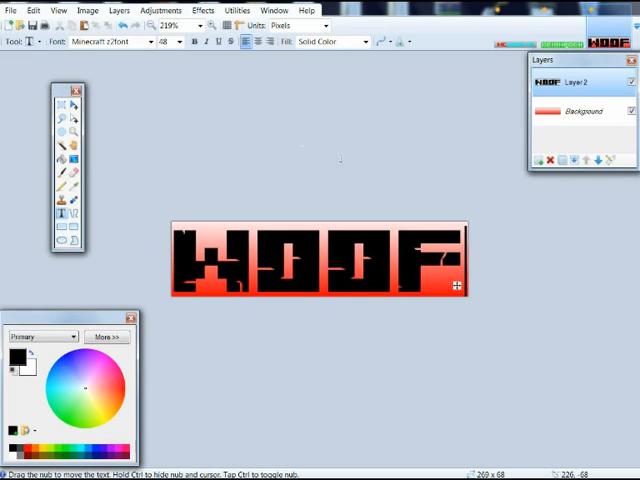 File Edit View Image Layers Adjustments Effects Utilities Window Help
219% Units: Pixels
Tool: T Font: Minecraft z2font 48 B I U S Fill: Solid Color
WOOF
Layers
WOOF Layer 2
Background
WOOF
Primary More >>
Drag the nub to move the text. Hold Ctrl to hide nub and cursor. Tap Ctrl to toggle nub. 269 x 68 226, -68